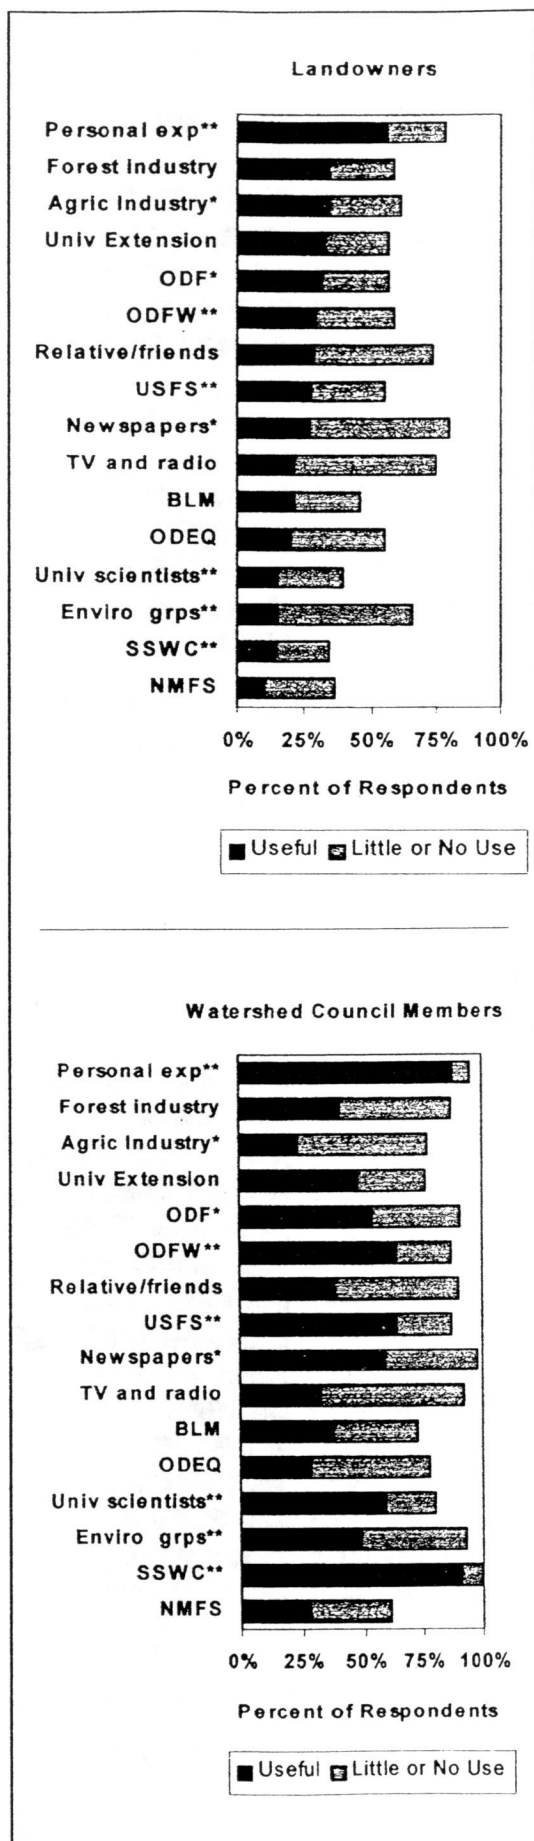 Landowners
Personal exp**
Forest industry
Agric Industry*
Univ Extension
ODF*
ODFW**
Relative/friends
USFS**
Newspapers*
TV and radio
BLM
ODEQ
Univ scientists**
Enviro grps**
SSWC**
NMFS
0% 25% 50% 75% 100%
Percent of Respondents
Useful Little or No Use
Watershed Council Members
Personal exp**
Forest industry
Agric Industry*
Univ Extension
ODF*
ODFW**
Relative/friends
USFS**
Newspapers*
TV and radio
BLM
ODEQ
Univ scientists**
Enviro grps**
SSWC**
NMFS
0% 25% 50% 75% 100%
Percent of Respondents
Useful Little or No Use